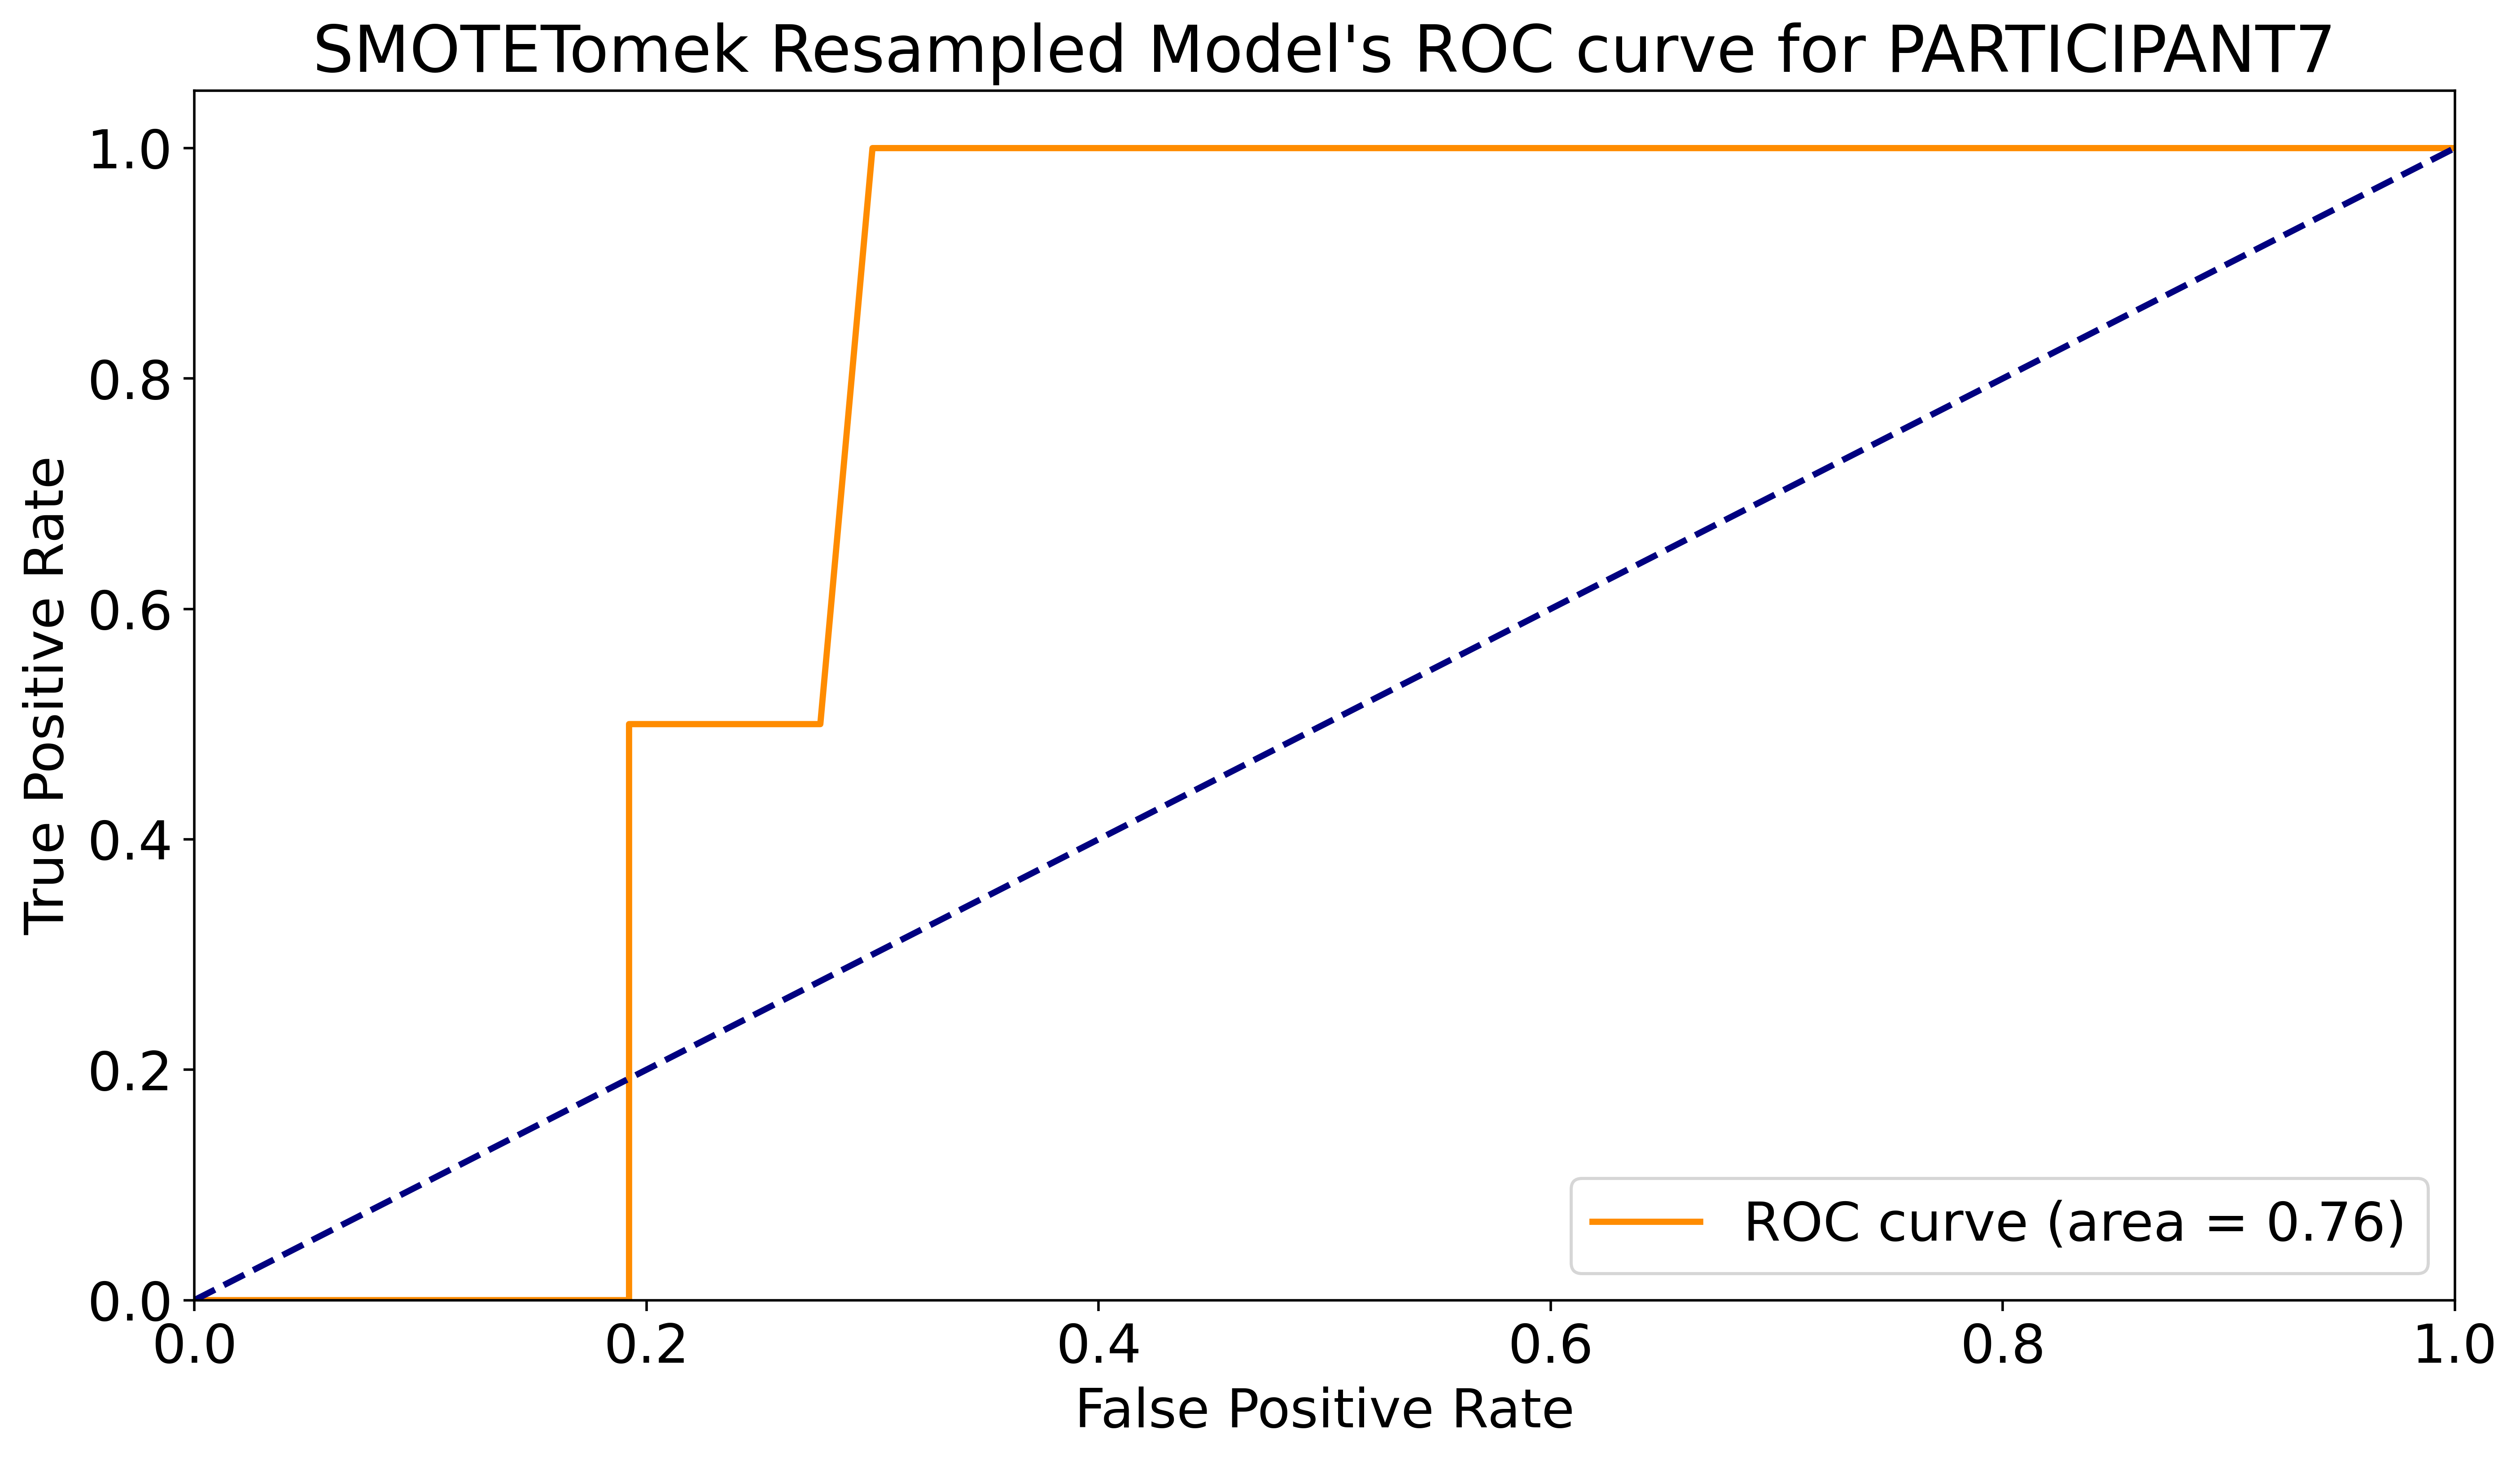 SMOTETomek Resampled Model's ROC curve for PARTICIPANT7
1.0
0.8
0.6
0.4
0.2
0.0
True Positive Rate
0.0 0.2 0.4 0.6 0.8 1.0
False Positive Rate
ROC curve (area = 0.76)